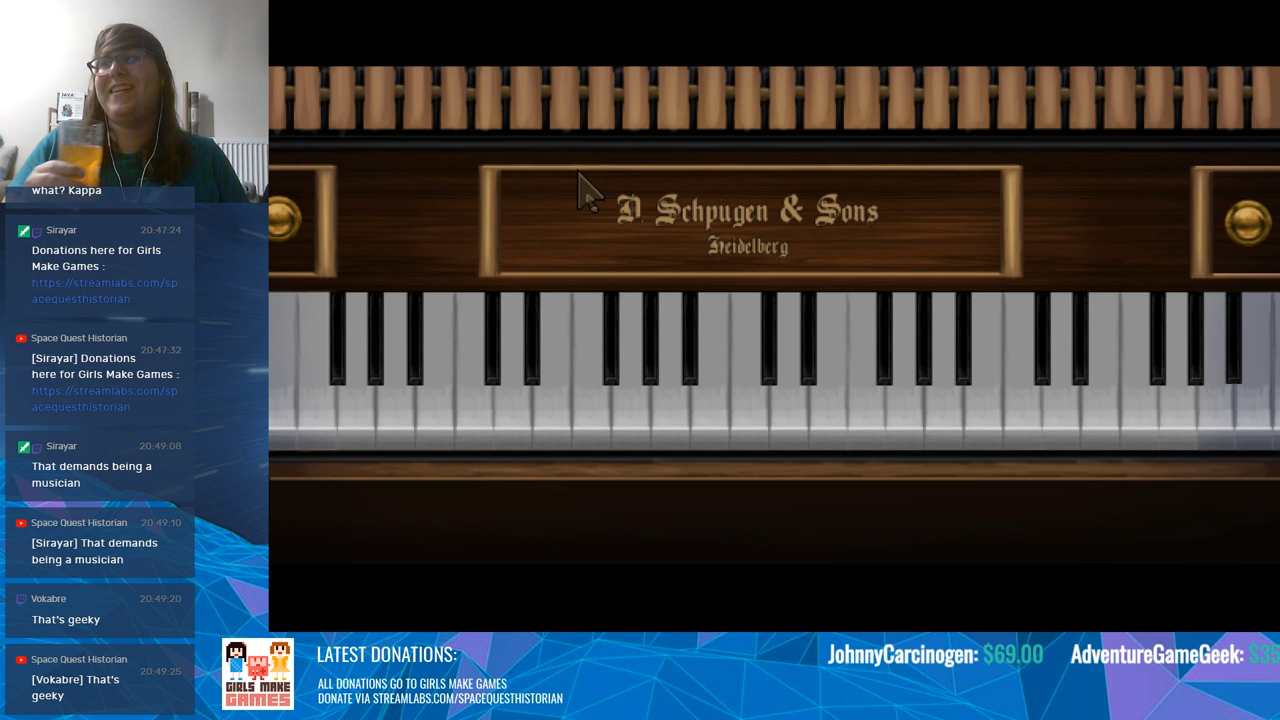 JAVA
what? Kappa
Sirayar 20:47:24
Donations here for Girls
Make Games :
https://streamlabs.com/sp
acequesthistorian
Space Quest Historian 20:47:32
[Sirayar] Donations
here for Girls Make Games :
https://streamlabs.com/sp
acequesthistorian
Sirayar 20:49:08
That demands being a
musician
Space Quest Historian 20:49:10
[Sirayar] That demands
being a musician
Vokabre 20:49:20
That's geeky
Space Quest Historian 20:49:25
[Vokabre] That's
geeky
D Schpugen & Sons
Heidelberg
GIRLS MAKE
GAMES
LATEST DONATIONS:
ALL DONATIONS GO TO GIRLS MAKE GAMES
DONATE VIA STREAMLABS.COM/SPACEQUESTHISTORIAN
JohnnyCarcinogen: $69.00 AdventureGameGeek: $35